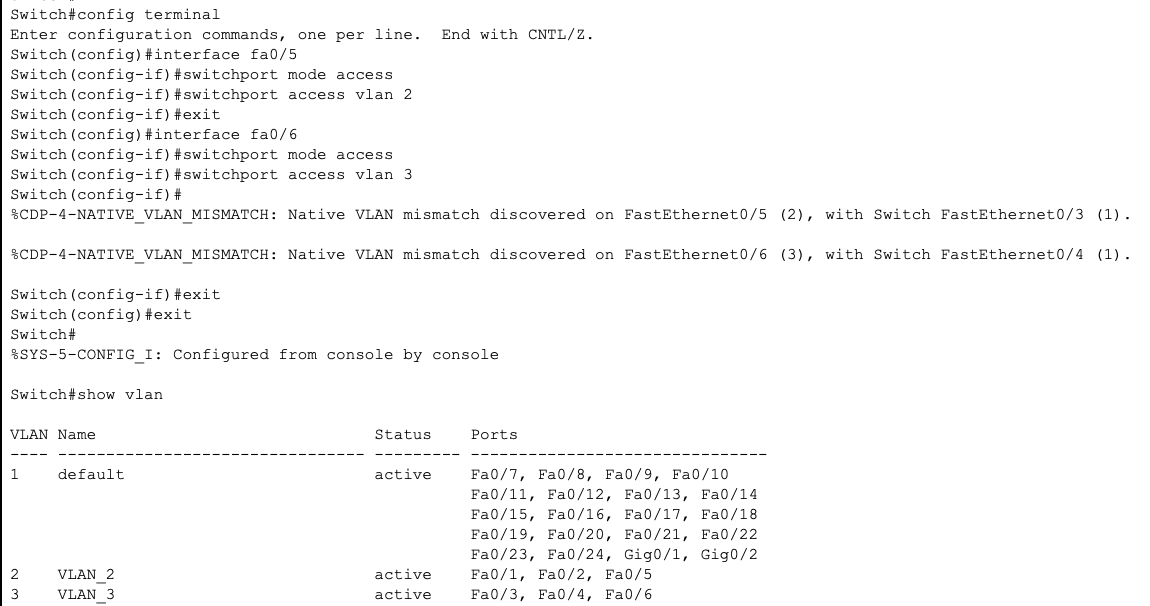 Switch#config terminal
Enter configuration commands, one per line.  End with CNTL/Z.
Switch(config)#interface fa0/5
Switch(config-if)#switchport mode access
Switch(config-if)#switchport access vlan 2
Switch(config-if)#exit
Switch(config)#interface fa0/6
Switch(config-if)#switchport mode access
Switch(config-if)#switchport access vlan 3
Switch(config-if)#
%CDP-4-NATIVE_VLAN_MISMATCH: Native VLAN mismatch discovered on FastEthernet0/5 (2), with Switch FastEthernet0/3 (1).
%CDP-4-NATIVE_VLAN_MISMATCH: Native VLAN mismatch discovered on FastEthernet0/6 (3), with Switch FastEthernet0/4 (1).
Switch(config-if)#exit
Switch(config)#exit
Switch#
%SYS-5-CONFIG_I: Configured from console by console
Switch#show vlan
VLAN Name                             Status    Ports
---- -------------------------------- --------- -------------------------------
1    default                          active    Fa0/7, Fa0/8, Fa0/9, Fa0/10
                                                Fa0/11, Fa0/12, Fa0/13, Fa0/14
                                                Fa0/15, Fa0/16, Fa0/17, Fa0/18
                                                Fa0/19, Fa0/20, Fa0/21, Fa0/22
                                                Fa0/23, Fa0/24, Gig0/1, Gig0/2
2    VLAN_2                           active    Fa0/1, Fa0/2, Fa0/5
3    VLAN_3                           active    Fa0/3, Fa0/4, Fa0/6